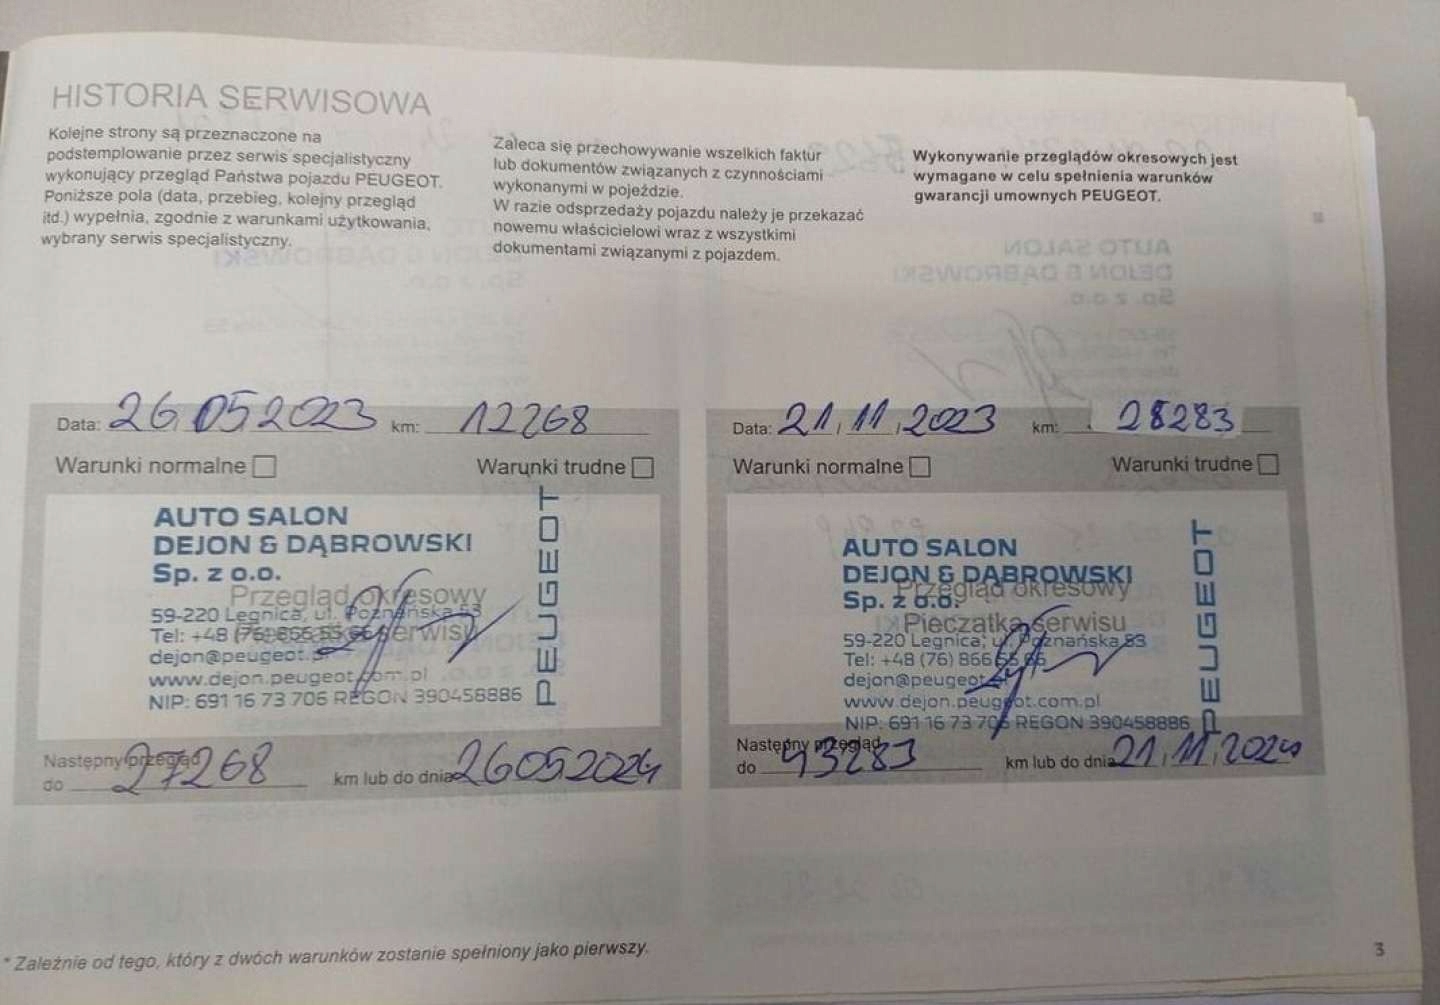 HISTORIA SERWISOWA
Kolejne strony są przeznaczone na
podstemplowanie przez serwis specjalistyczny
wykonujący przegląd Państwa pojazdu PEUGEOT.
Poniższe pola (data, przebieg, kolejny przegląd
itd.) wypełnia, zgodnie z warunkami użytkowania,
wybrany serwis specjalistyczny.
Zaleca się przechowywanie wszelkich faktur
lub dokumentów związanych z czynnościami
wykonanymi w pojeździe.
W razie odsprzedaży pojazdu należy je przekazać
nowemu właścicielowi wraz z wszystkimi
dokumentami związanymi z pojazdem.
Wykonywanie przeglądów okresowych jest
wymagane w celu spełnienia warunków
gwarancji umownych PEUGEOT.
Data: 26 05 2023 km: 12268
Warunki normalne Warunki trudne
AUTO SALON
DEJON & DĄBROWSKI
Sp. z o.o.
Przegląd okresowy
59-220 Legnica, ul. Poznańska 53
Tel: +48 (76) 866 serwisu
dejon@peugeot.pl
www.dejon.peugeot.com.pl
NIP: 691 16 73 706 REGON 390458886
PEUGEOT
Następny przegląd
do 27268 km lub do dnia 26 05 2024
Data: 21, 11, 2023 km: 28283
Warunki normalne Warunki trudne
AUTO SALON
DEJON & DĄBROWSKI
Przegląd okresowy
Sp. z o.o.
Pieczątka serwisu
59-220 Legnica, ul. Poznańska 53
Tel: +48 (76) 866
dejon@peugeot
www.dejon.peugeot.com.pl
NIP: 691 16 73 706 REGON 390458886
PEUGEOT
Następny przegląd
do 43283 km lub do dnia 21, 11, 2024
* Zależnie od tego, który z dwóch warunków zostanie spełniony jako pierwszy.
3